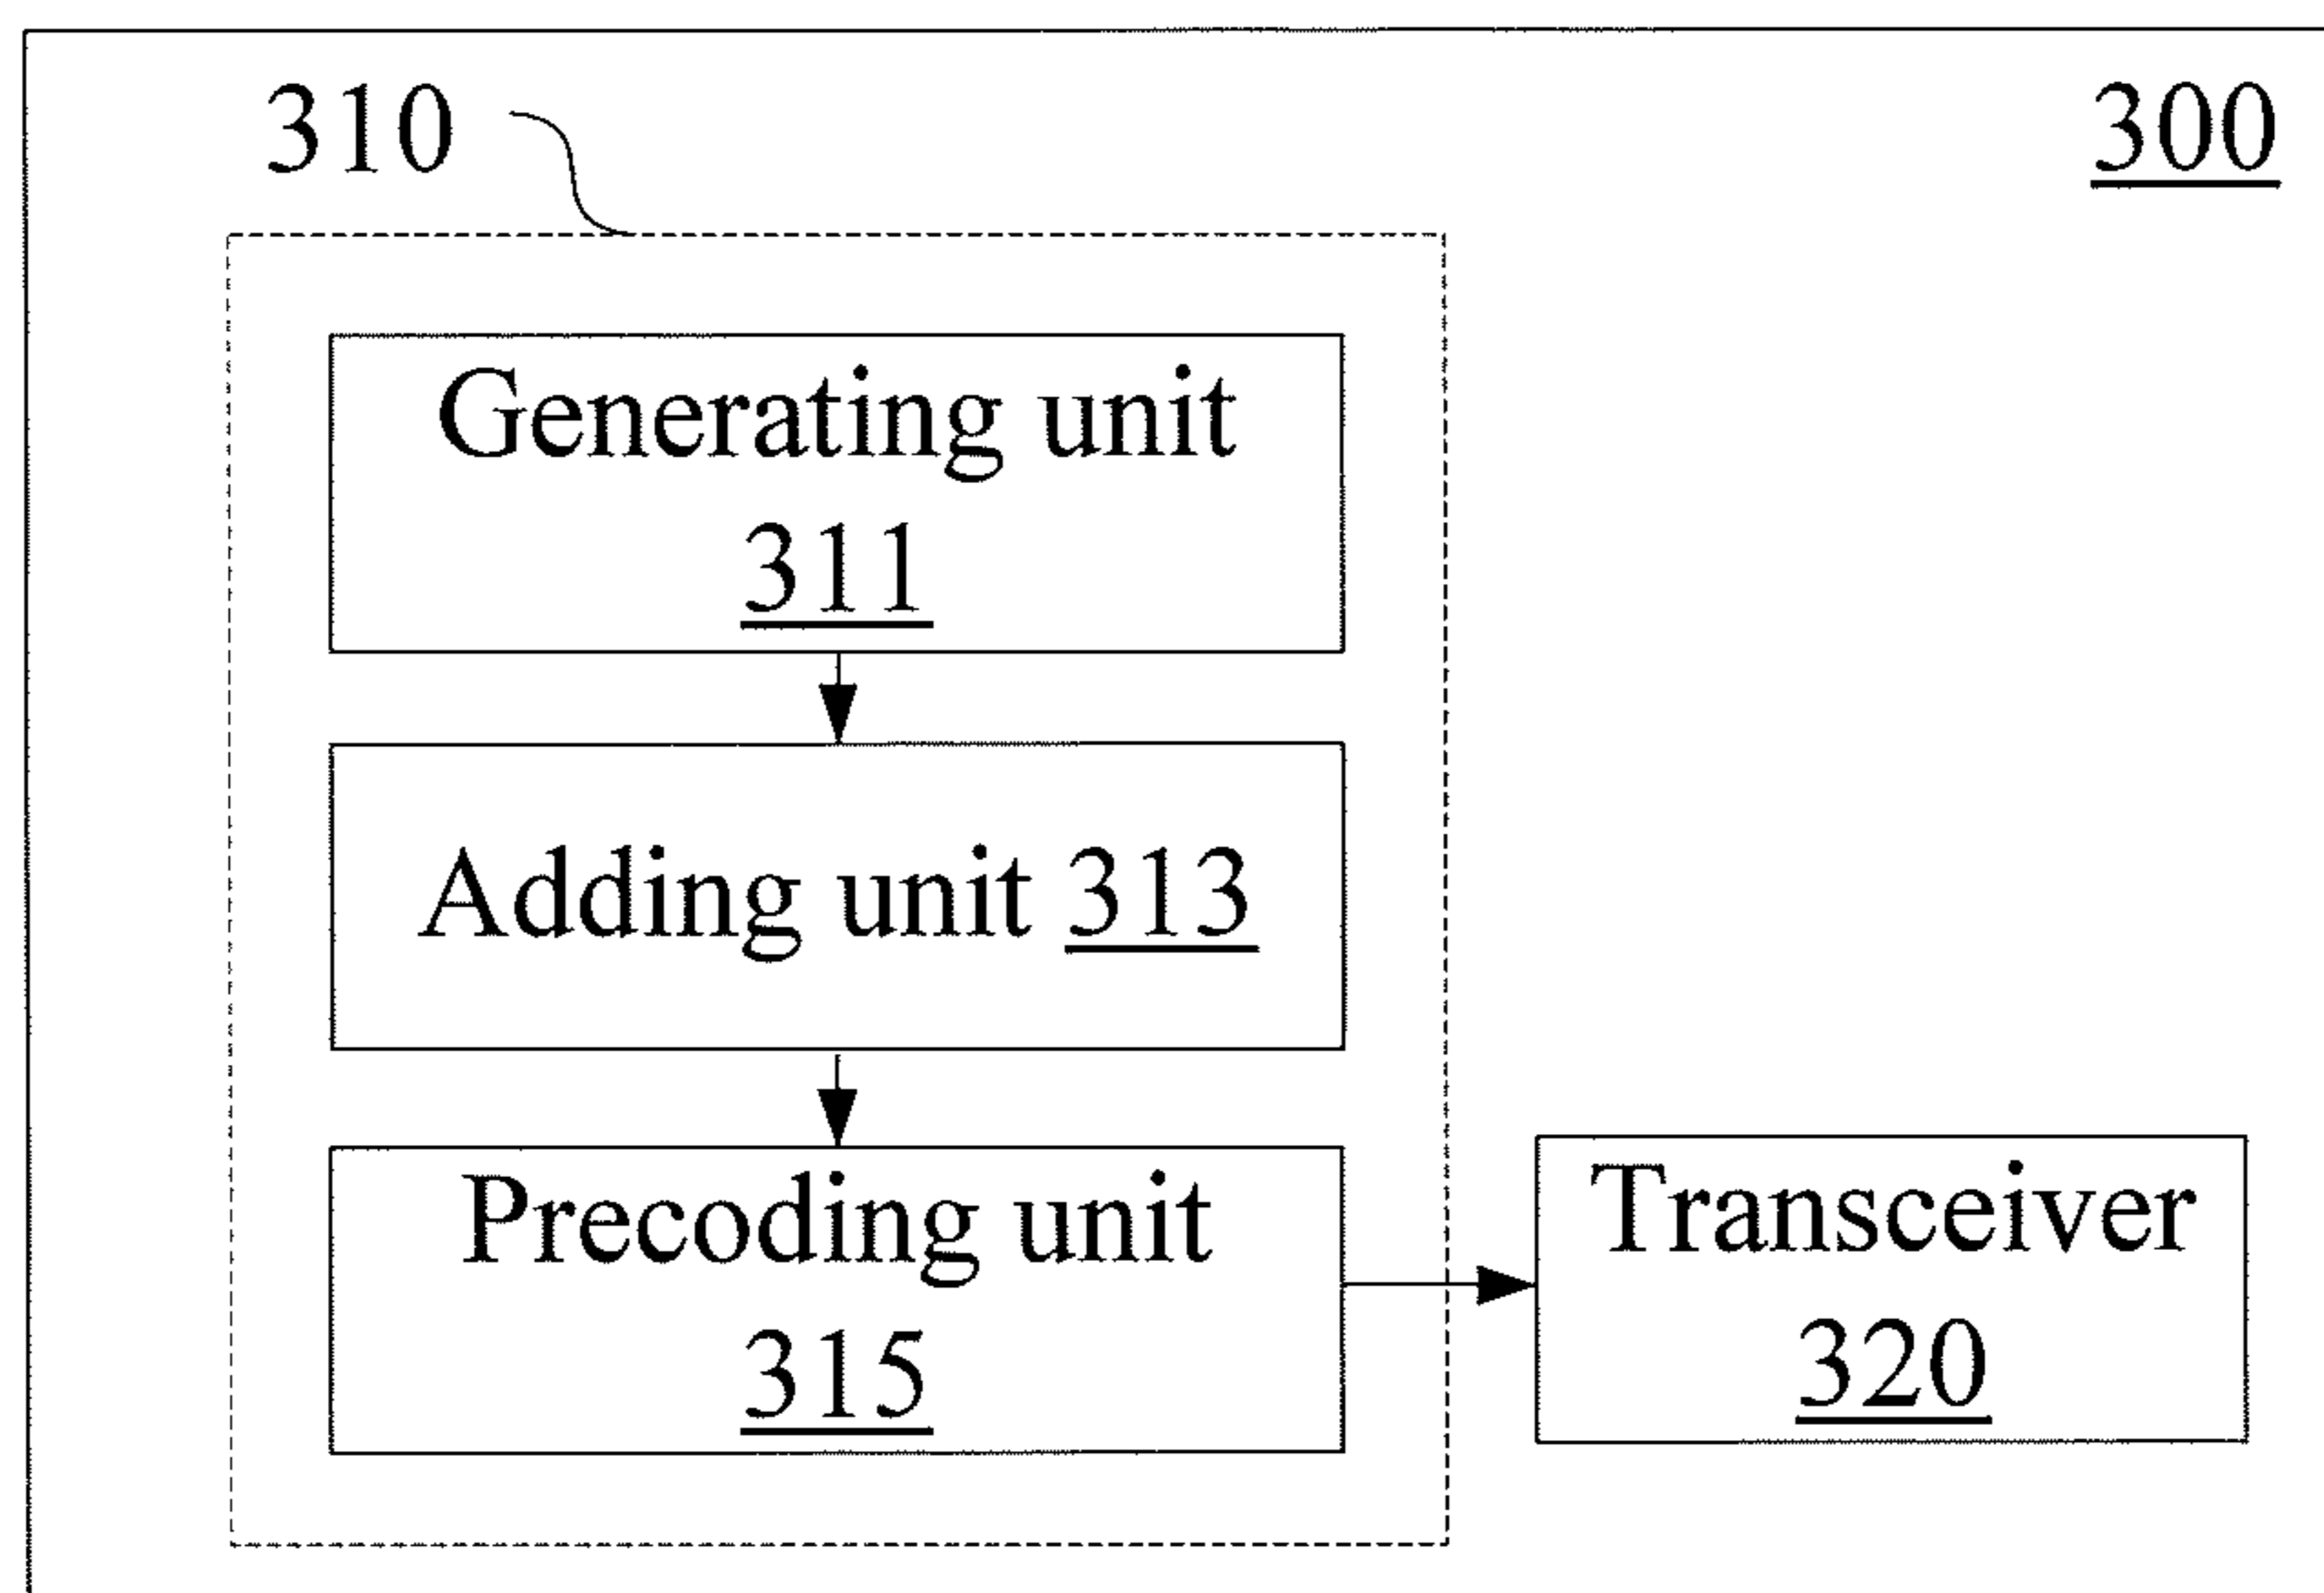 310
300
Generating unit
311
Adding unit 313
Precoding unit
315
Transceiver
320